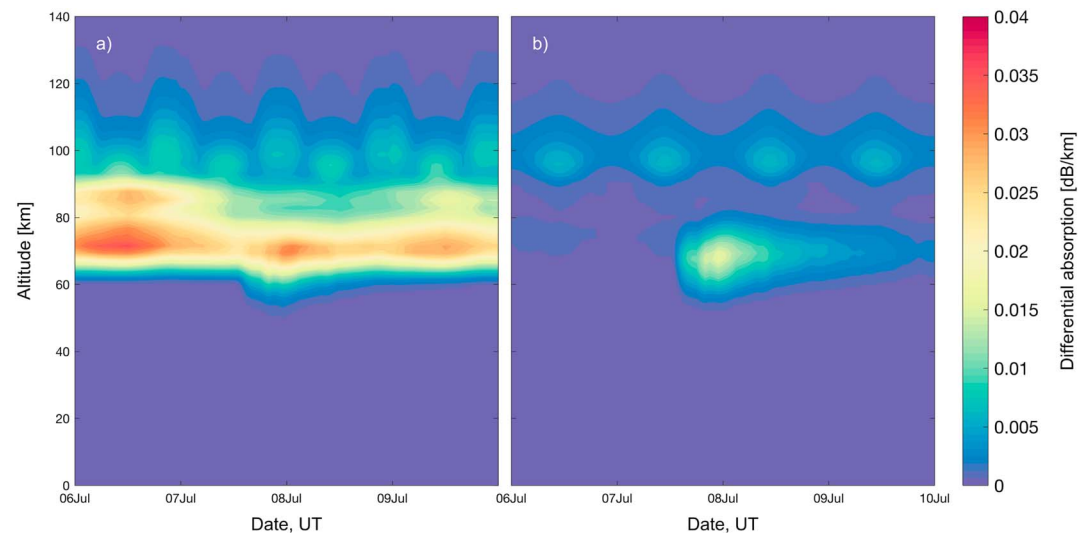 a)
b)
Altitude [km]
140
120
100
80
60
40
20
0
06Jul 07Jul 08Jul 09Jul
06Jul 07Jul 08Jul 09Jul 10Jul
Date, UT
Date, UT
0.04
0.035
0.03
0.025
0.02
0.015
0.01
0.005
0
Differential absorption [dB/km]